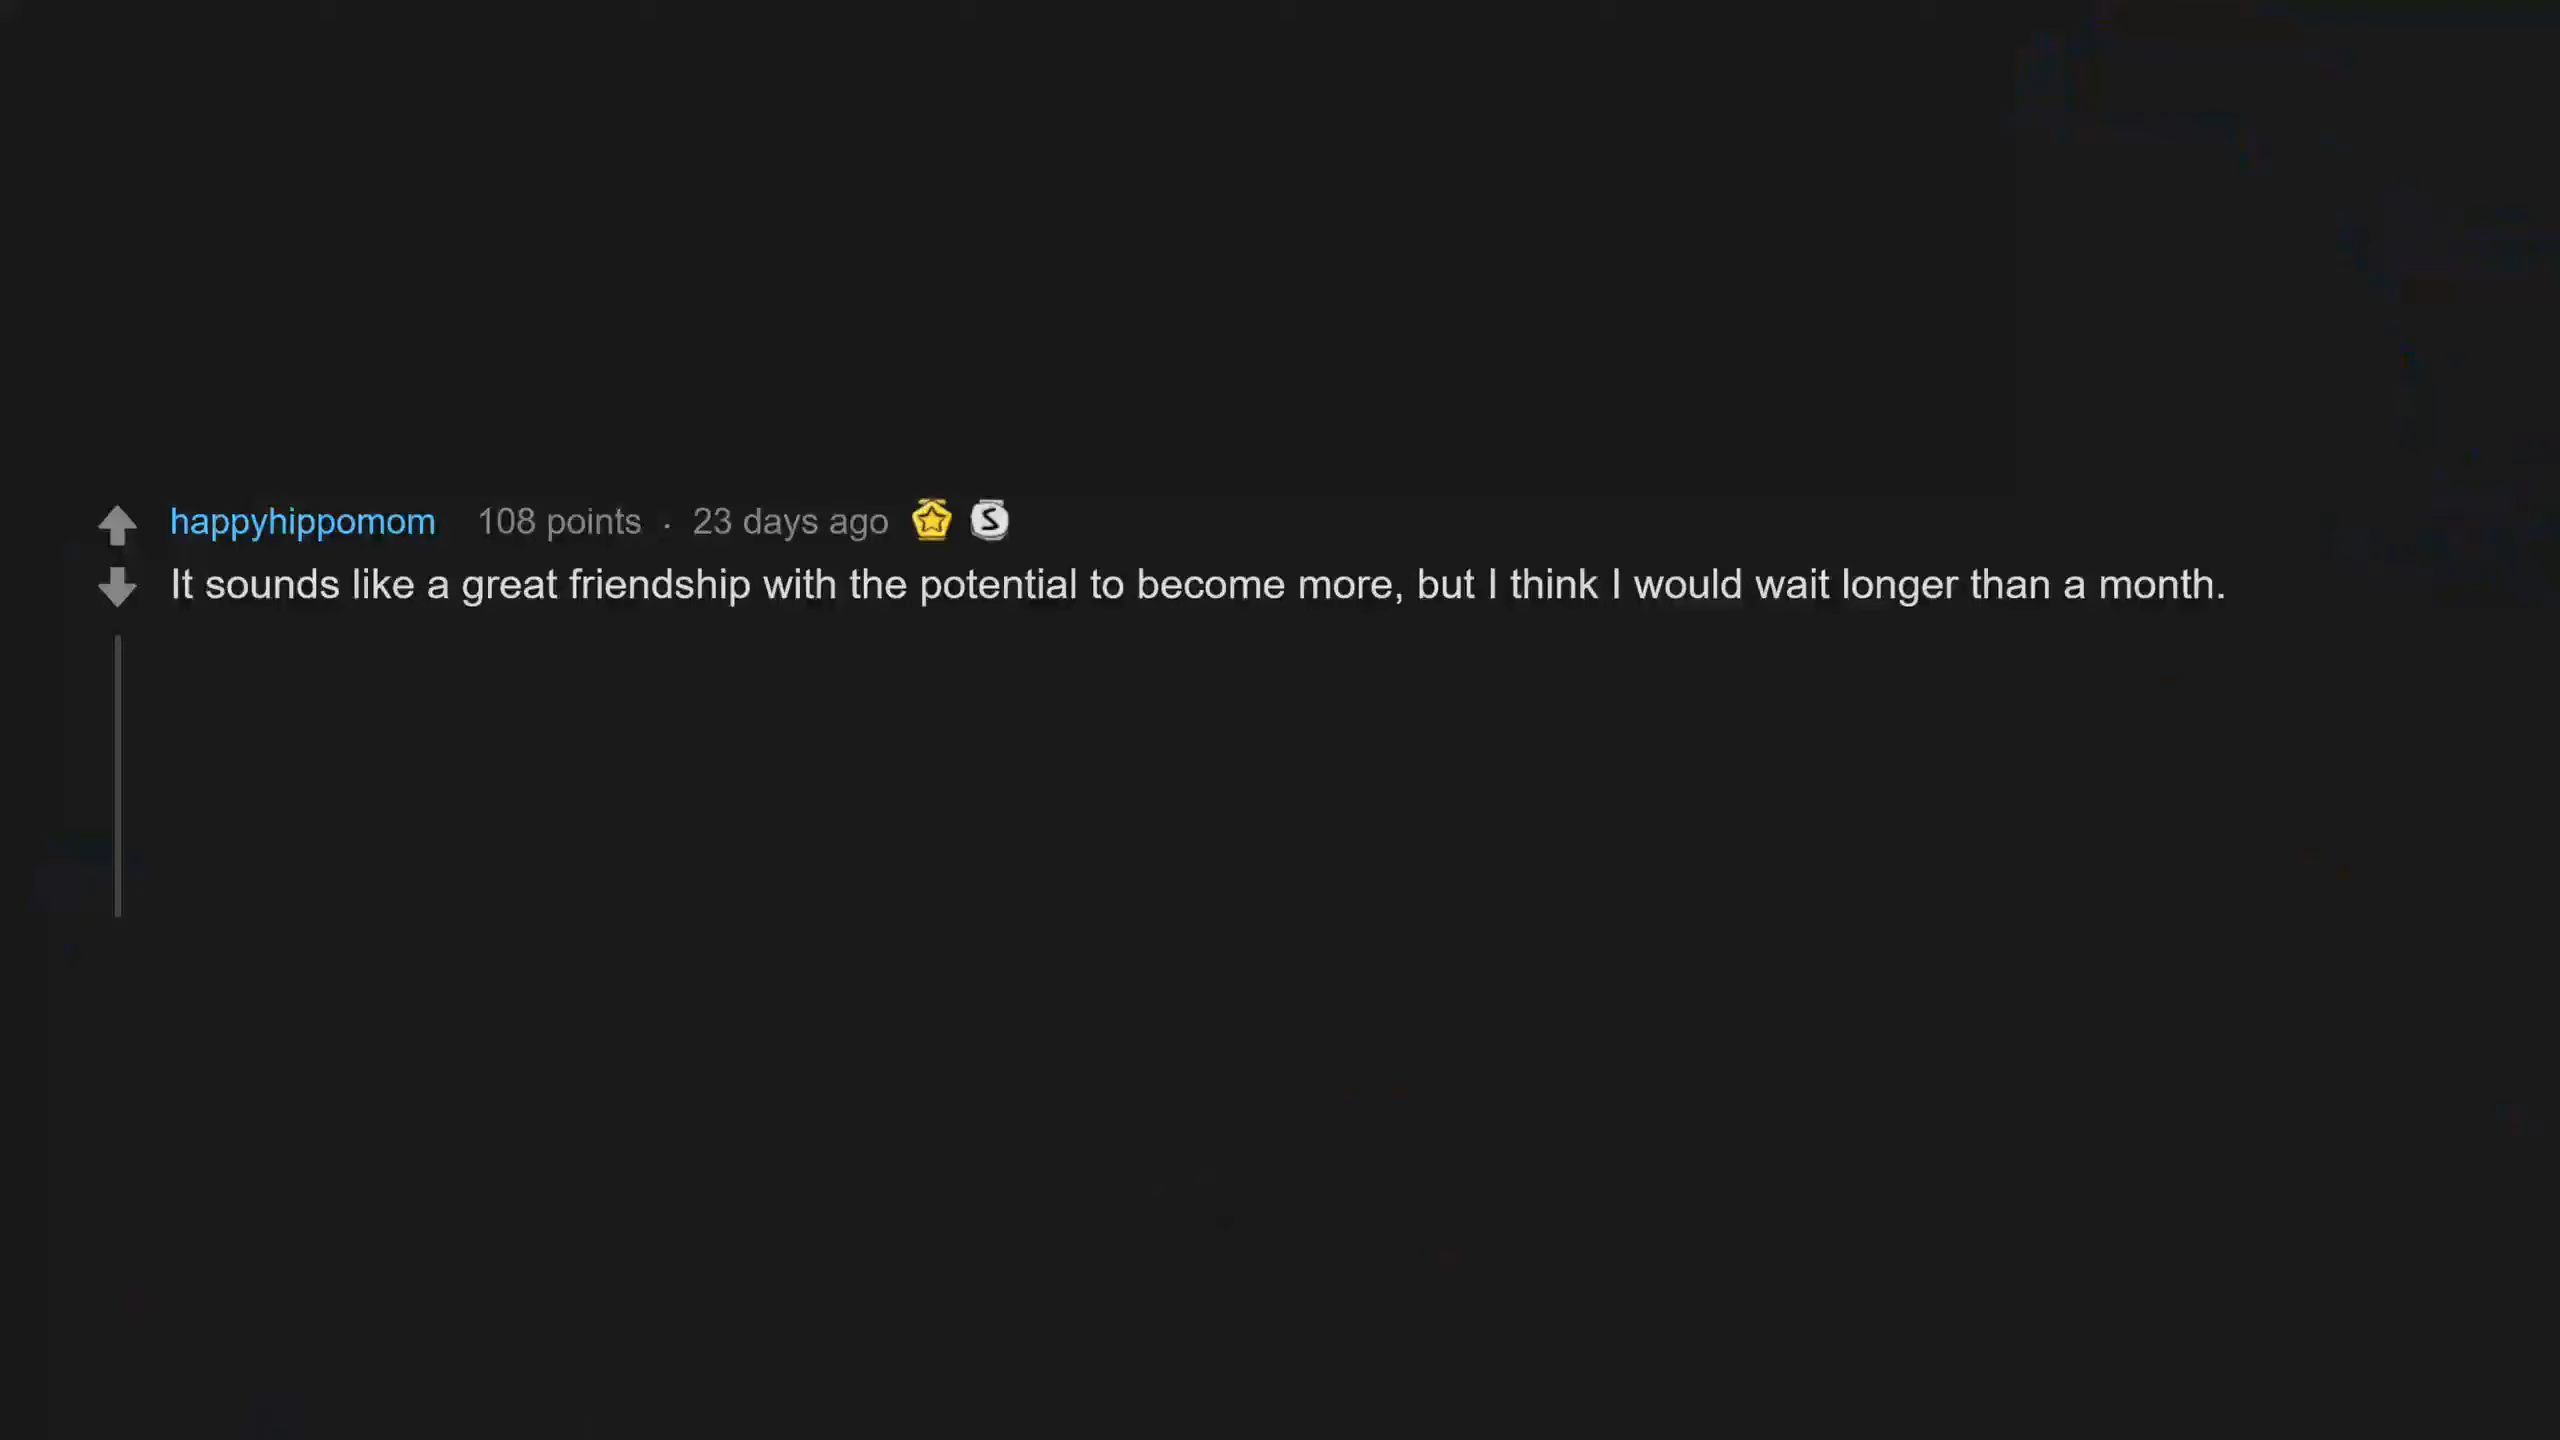 happyhippomom 108 points · 23 days ago
It sounds like a great friendship with the potential to become more, but I think I would wait longer than a month.